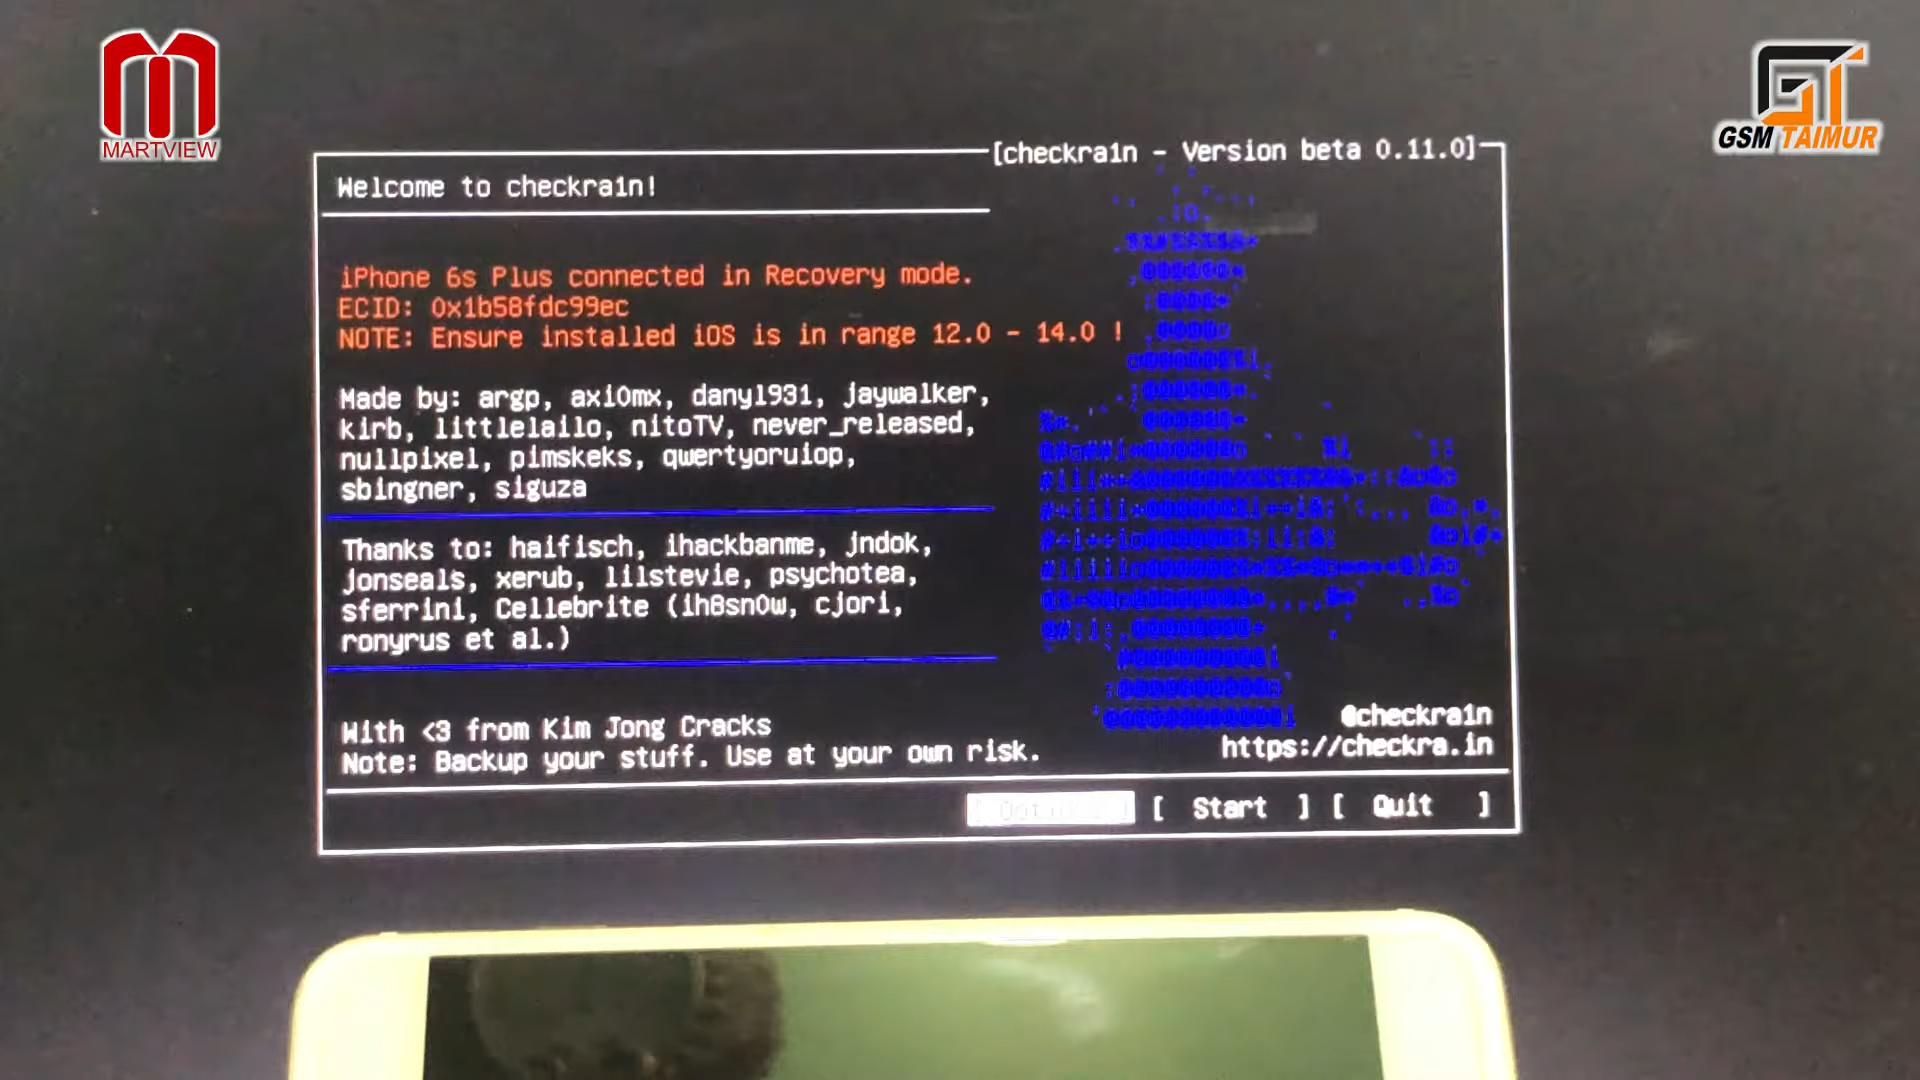 MARTVIEW
GT
GSM TAIMUR
[checkra1n - Version beta 0.11.0]
Welcome to checkra1n!
iPhone 6s Plus connected in Recovery mode.
ECID: 0x1b58fdc99ec
NOTE: Ensure installed iOS is in range 12.0 - 14.0 !
Made by: argp, axi0mx, danyl931, jaywalker,
kirb, littlelailo, nitoTV, never_released,
nullpixel, pimskeks, qwertyoruiop,
sbingner, siguza
Thanks to: haifisch, ihackbanme, jndok,
jonseals, xerub, lilstevie, psychotea,
sferrini, Cellebrite (ih8sn0w, cjori,
ronyrus et al.)
With <3 from Kim Jong Cracks
@checkra1n
Note: Backup your stuff. Use at your own risk.
https://checkra.in
[ Start ] [ Quit ]